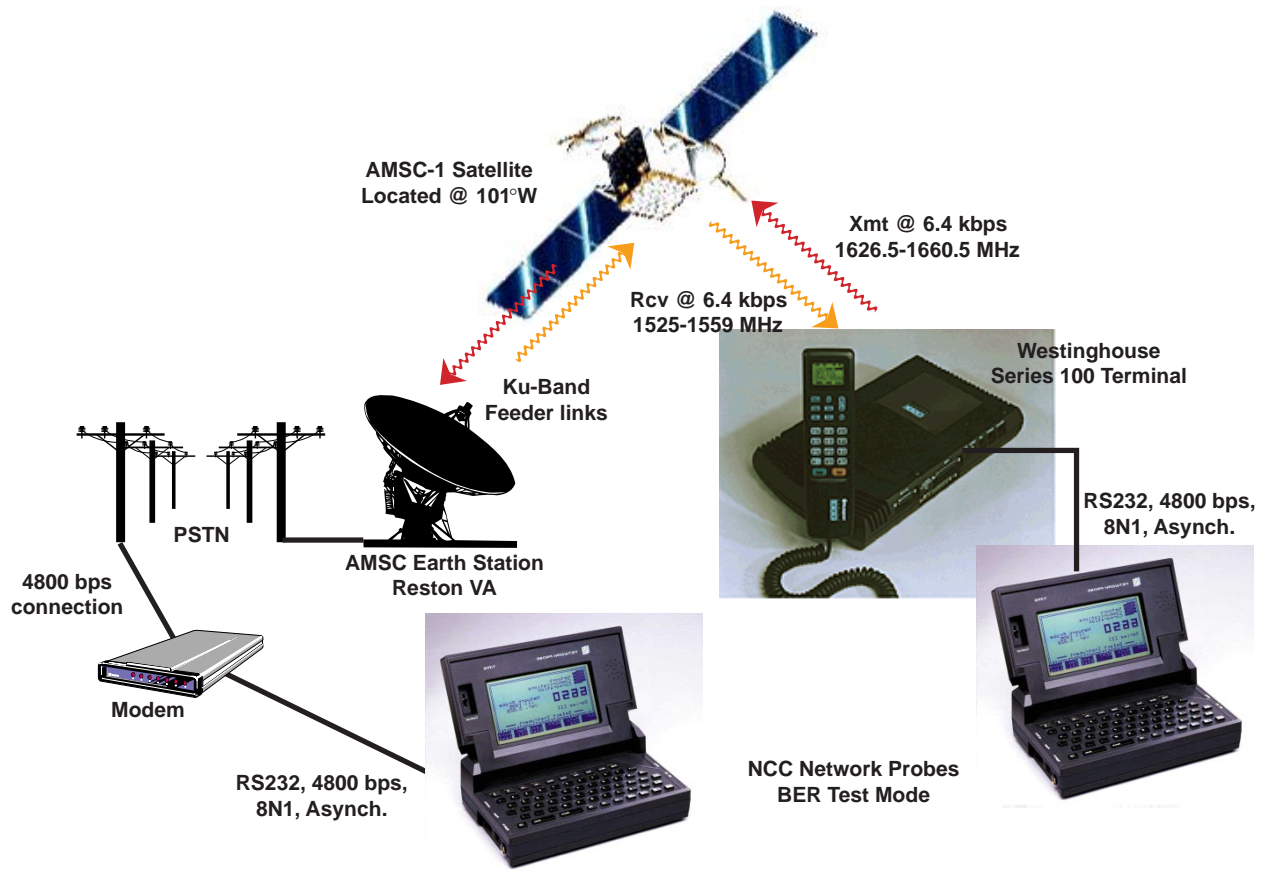 AMSC-1 Satellite
Located @ 101°W
Xmt @ 6.4 kbps
1626.5-1660.5 MHz
Rcv @ 6.4 kbps
1525-1559 MHz
Westinghouse
Series 100 Terminal
Ku-Band
Feeder links
PSTN
AMSC Earth Station
Reston VA
RS232, 4800 bps,
8N1, Asynch.
4800 bps
connection
Modem
RS232, 4800 bps,
8N1, Asynch.
NCC Network Probes
BER Test Mode